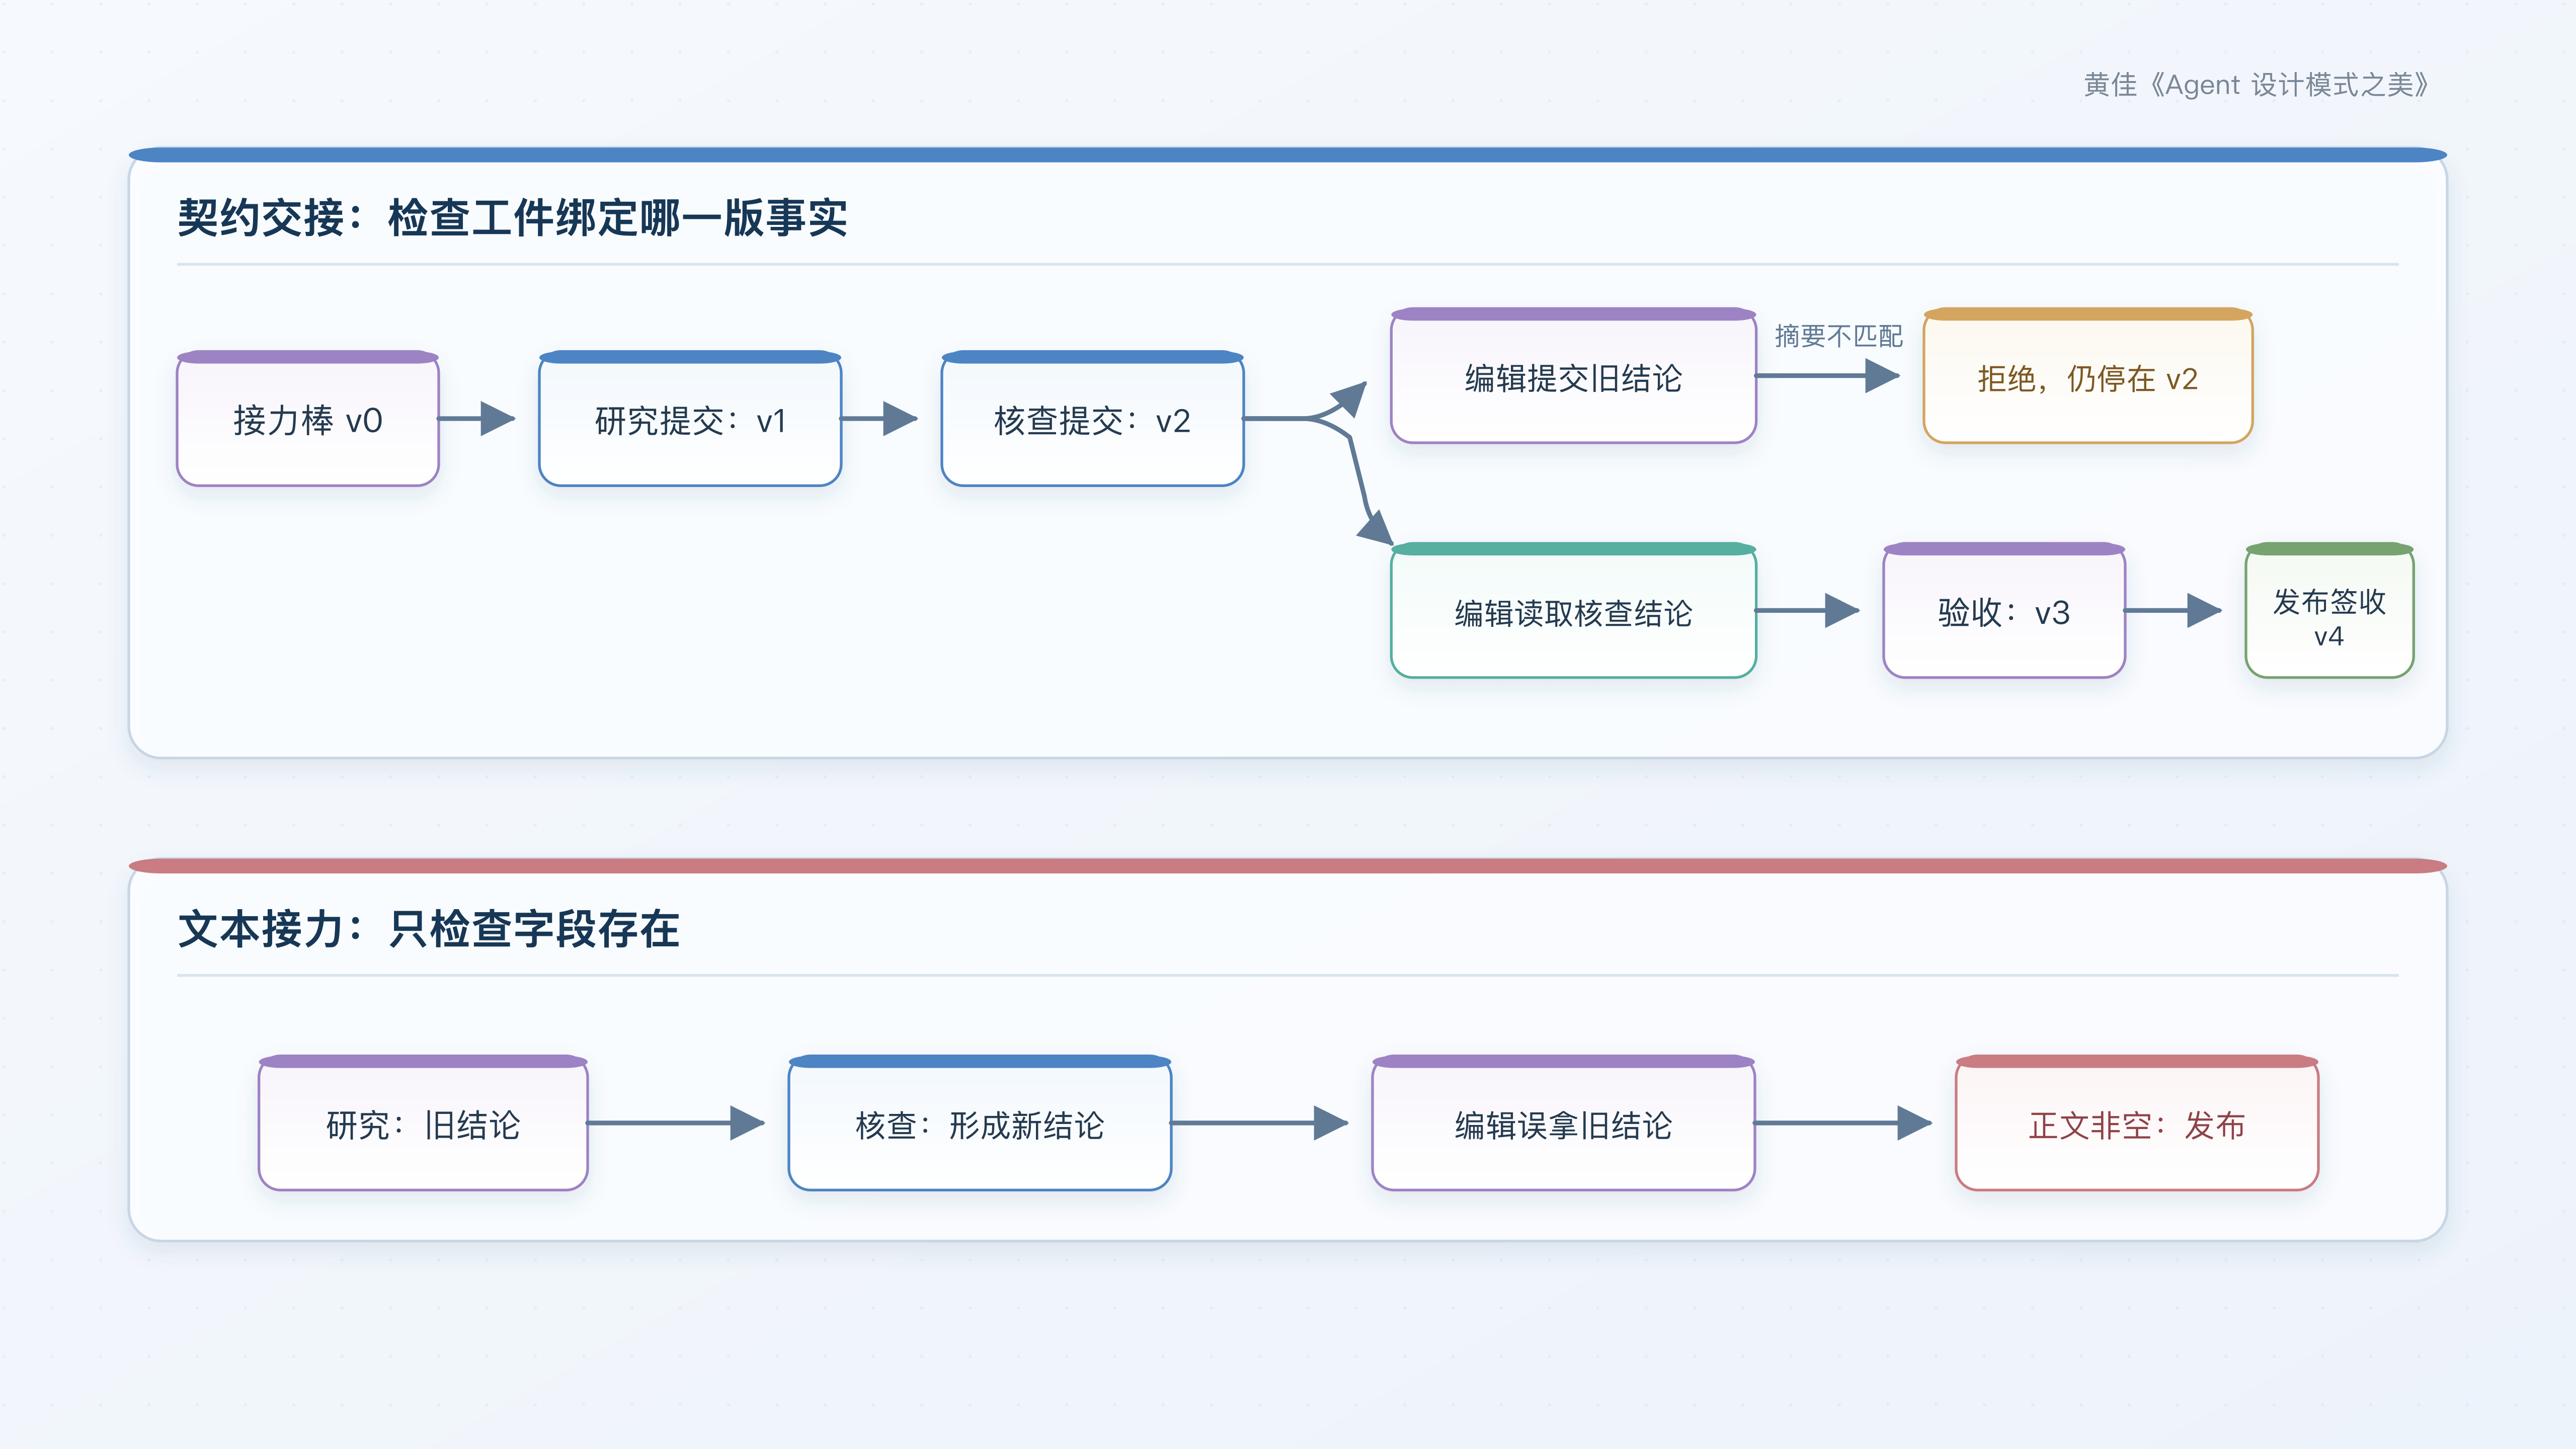 黄佳《Agent 设计模式之美》
契约交接：检查工件绑定哪一版事实
接力棒 v0
研究提交：v1
核查提交：v2
编辑提交旧结论
摘要不匹配
拒绝，仍停在 v2
编辑读取核查结论
验收：v3
发布签收
v4
文本接力：只检查字段存在
研究：旧结论
核查：形成新结论
编辑误拿旧结论
正文非空：发布